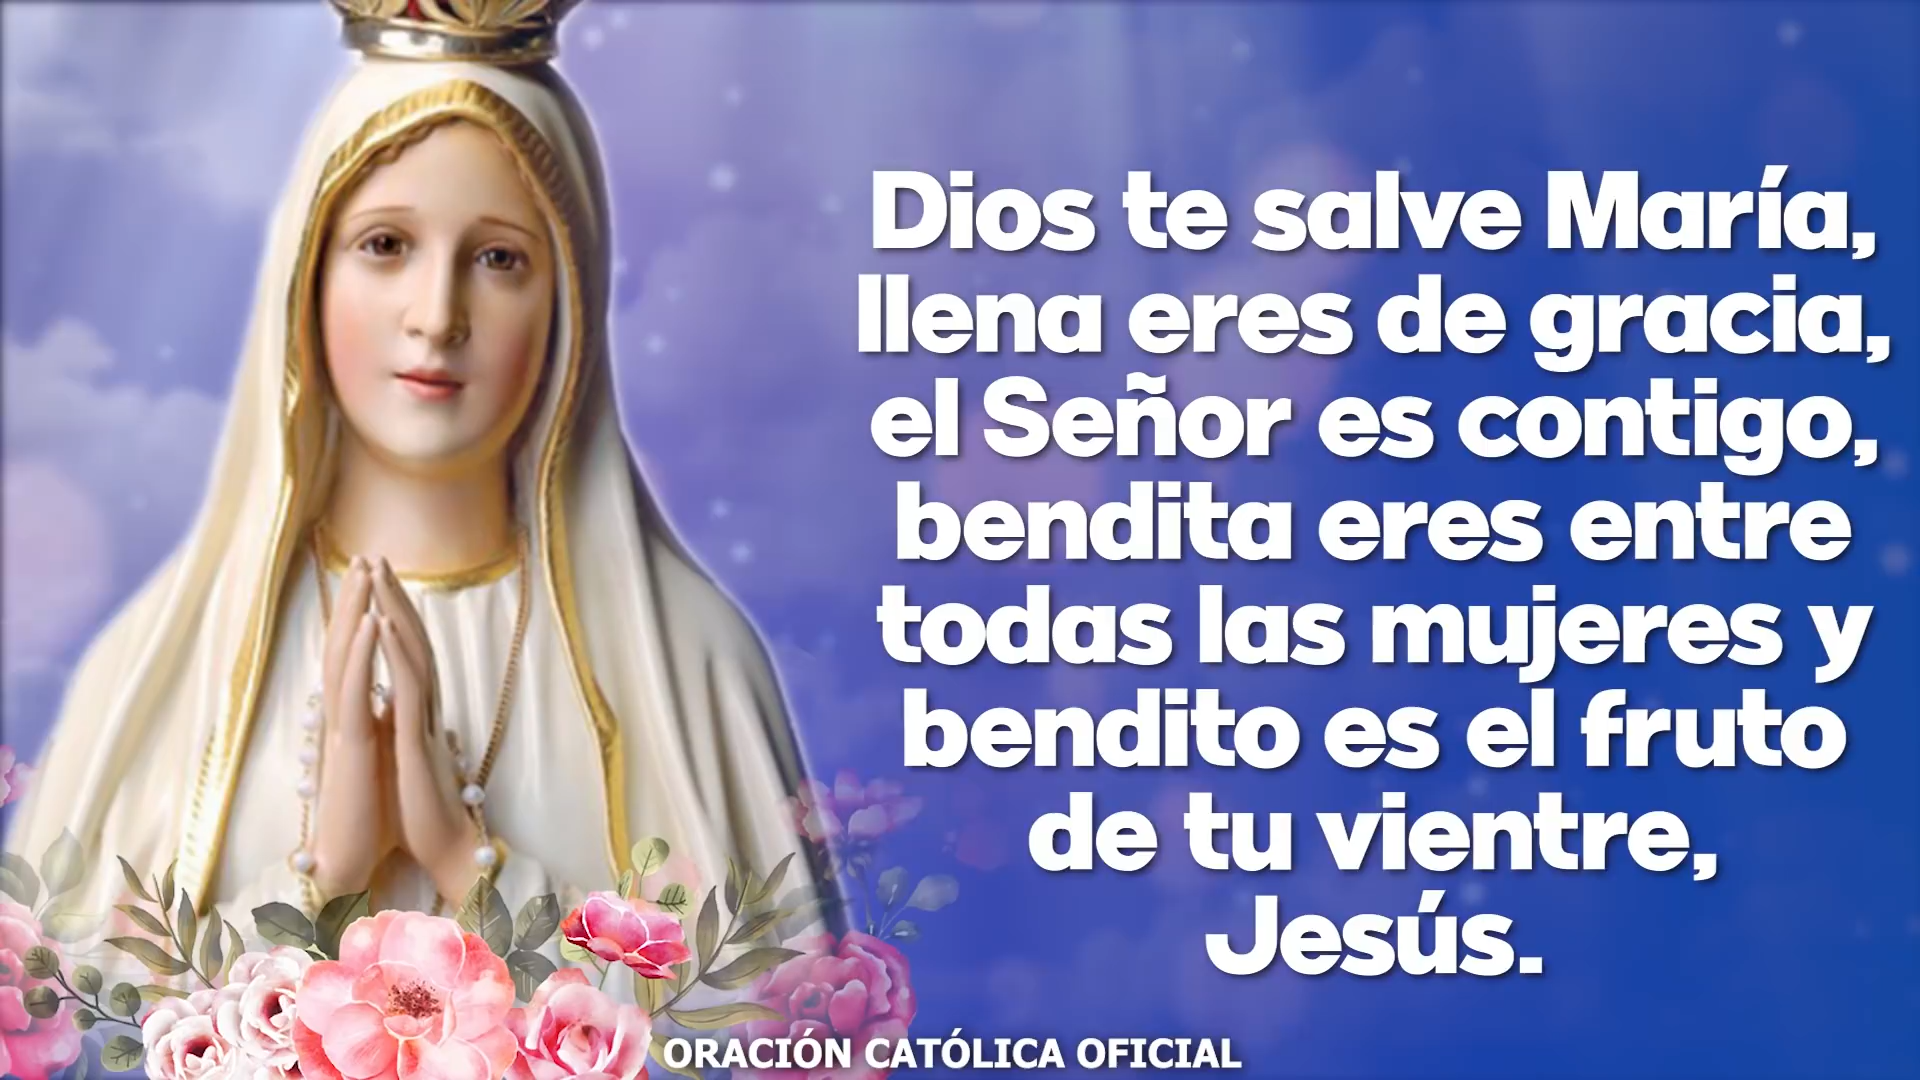 Dios te salve María,
llena eres de gracia,
el Señor es contigo,
bendita eres entre
todas las mujeres y
bendito es el fruto
de tu vientre,
Jesús.
ORACIÓN CATÓLICA OFICIAL